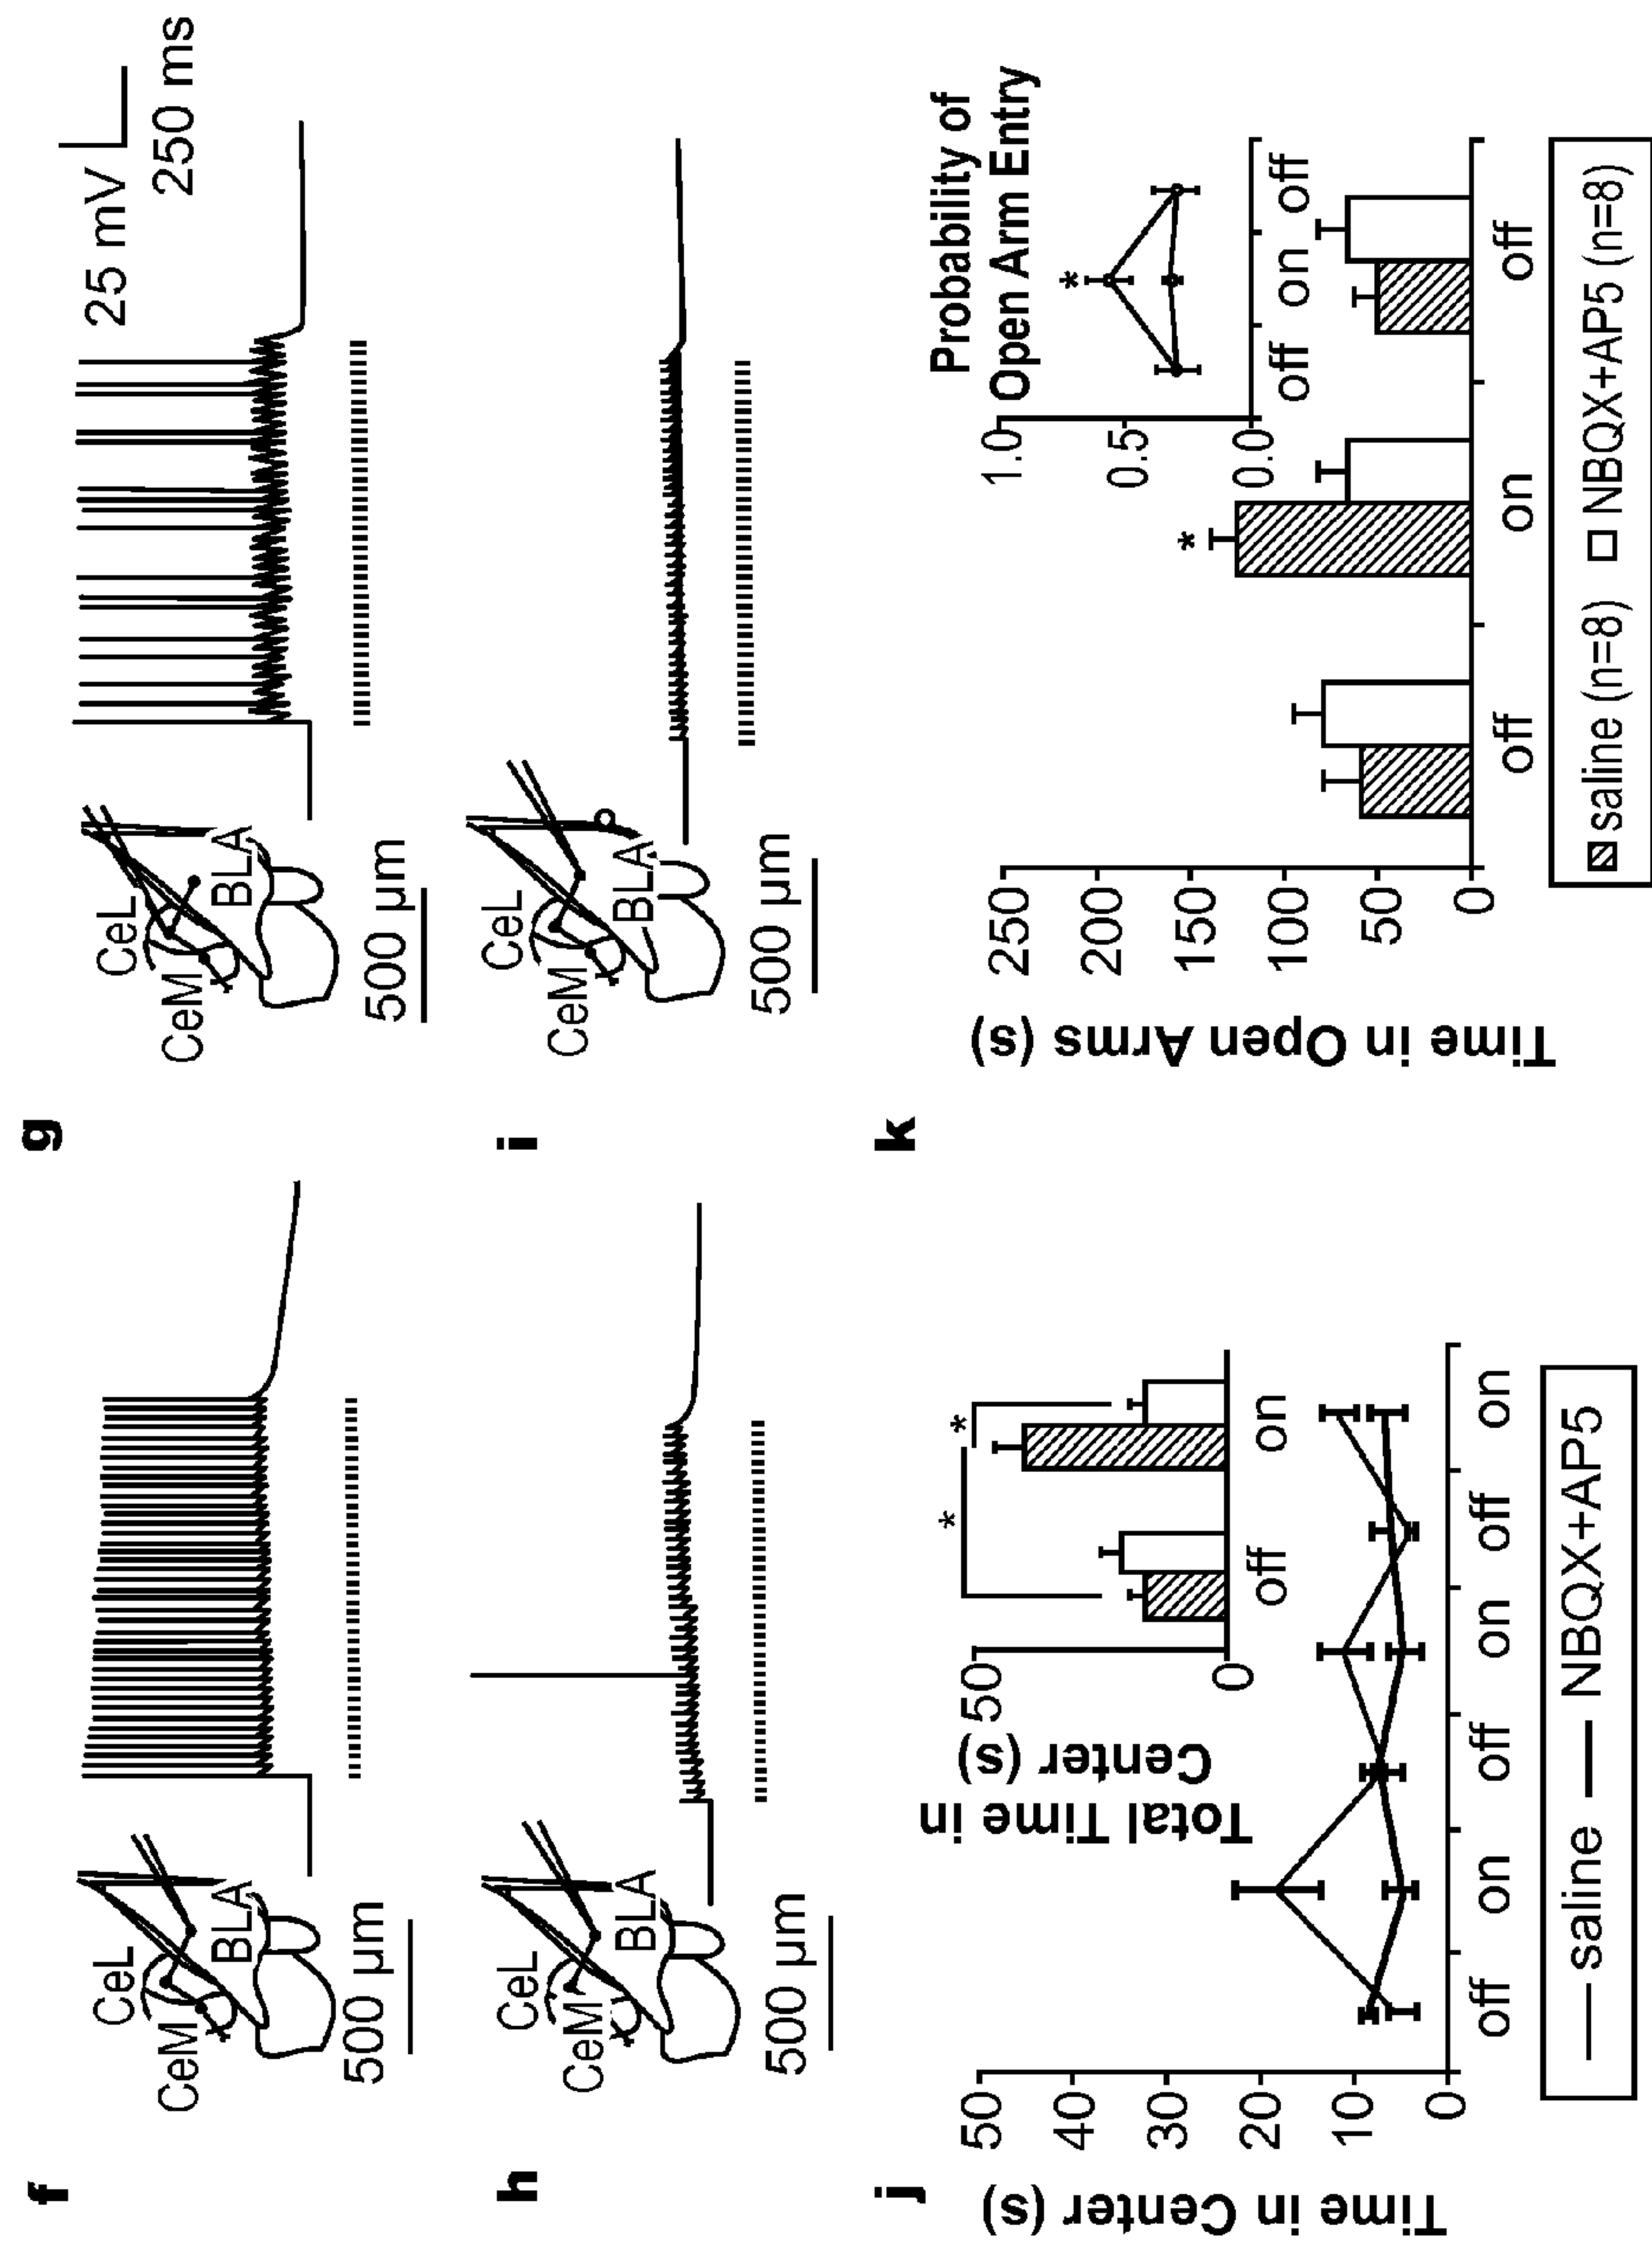 f
CeL
CeM
BLA
500 µm
g
CeL
CeM
BLA
500 µm
25 mV
250 ms
h
CeL
CeM
BLA
500 µm
i
CeL
CeM
BLA
500 µm
j
Time in Center (s)
50
40
30
20
10
0
off
on
off
on
off
on
Total Time in
Center (s)
50
0
off
on
*
*
saline
NBQX+AP5
k
Time in Open Arms (s)
250
200
150
100
50
0
off
on
off
*
Probability of
Open Arm Entry
1.0
0.5
0.0
off
on
off
*
saline (n=8)
NBQX+AP5 (n=8)